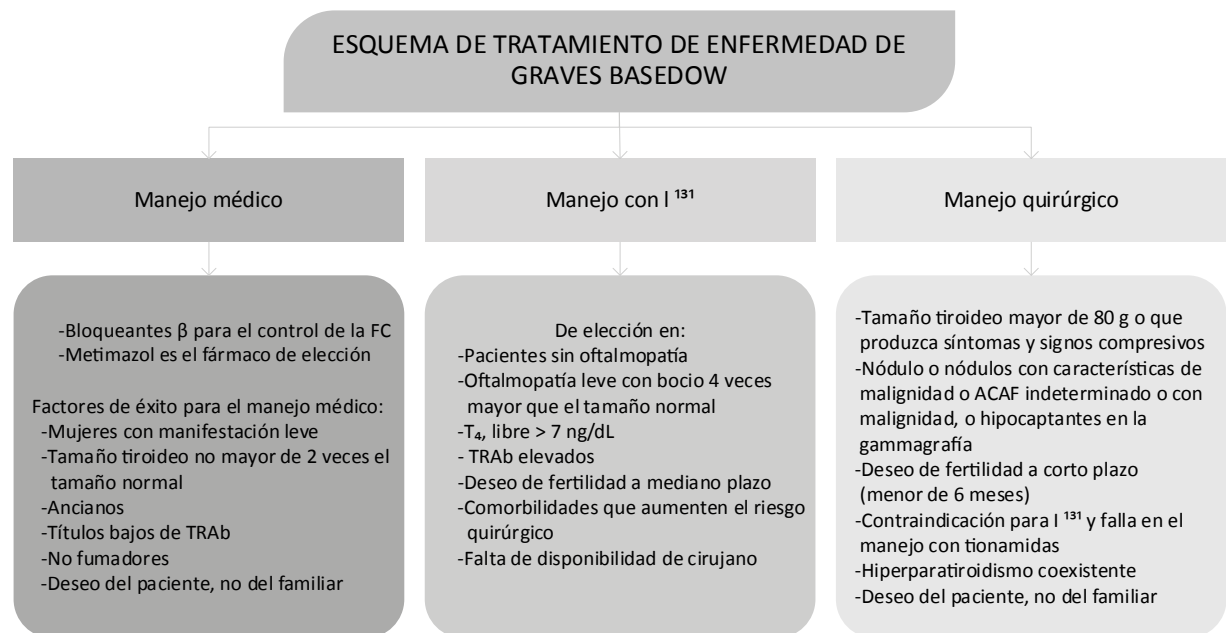 ESQUEMA DE TRATAMIENTO DE ENFERMEDAD DE
GRAVES BASEDOW
Manejo médico
Manejo con I ¹³¹
Manejo quirúrgico
-Bloqueantes β para el control de la FC
-Metimazol es el fármaco de elección
Factores de éxito para el manejo médico:
-Mujeres con manifestación leve
-Tamaño tiroideo no mayor de 2 veces el
tamaño normal
-Ancianos
-Títulos bajos de TRAb
-No fumadores
-Deseo del paciente, no del familiar
De elección en:
-Pacientes sin oftalmopatía
-Oftalmopatía leve con bocio 4 veces
mayor que el tamaño normal
-T₄, libre > 7 ng/dL
- TRAb elevados
-Deseo de fertilidad a mediano plazo
-Comorbilidades que aumenten el riesgo
quirúrgico
-Falta de disponibilidad de cirujano
-Tamaño tiroideo mayor de 80 g o que
produzca síntomas y signos compresivos
-Nódulo o nódulos con características de
malignidad o ACAF indeterminado o con
malignidad, o hipocaptantes en la
gammagrafía
-Deseo de fertilidad a corto plazo
(menor de 6 meses)
-Contraindicación para I ¹³¹ y falla en el
manejo con tionamidas
-Hiperparatiroidismo coexistente
-Deseo del paciente, no del familiar